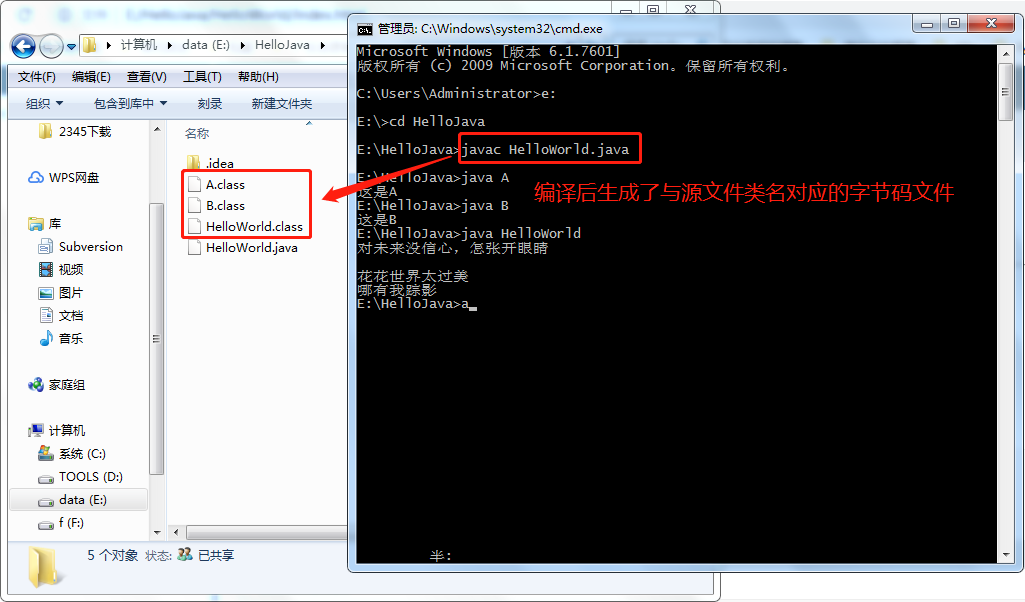 计算机 data (E:) HelloJava
文件(F) 编辑(E) 查看(V) 工具(T) 帮助(H)
组织 包含到库中 刻录 新建文件夹
2345下载
WPS网盘
库
Subversion
视频
图片
文档
音乐
家庭组
计算机
系统 (C:)
TOOLS (D:)
data (E:)
f (F:)
名称
.idea
A.class
B.class
HelloWorld.class
HelloWorld.java
5 个对象 状态: 已共享
管理员: C:\Windows\system32\cmd.exe
Microsoft Windows [版本 6.1.7601]
版权所有 (c) 2009 Microsoft Corporation。保留所有权利。
C:\Users\Administrator>e:
E:\>cd HelloJava
E:\HelloJava>javac HelloWorld.java
E:\HelloJava>java A
这是A
E:\HelloJava>java B
这是B
E:\HelloJava>java HelloWorld
对未来没信心，怎张开眼睛
花花世界太过美
哪有我踪影
E:\HelloJava>a
半:
编译后生成了与源文件类名对应的字节码文件